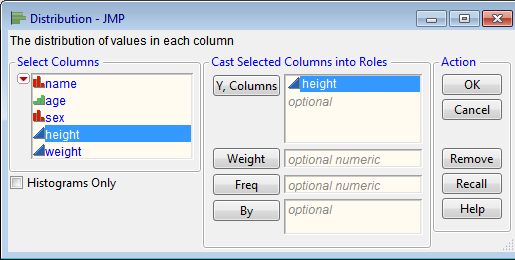 Distribution - JMP
The distribution of values in each column
Select Columns
name
age
sex
height
weight
Histograms Only
Cast Selected Columns into Roles
Y, Columns
height
optional
Weight
optional numeric
Freq
optional numeric
By
optional
Action
OK
Cancel
Remove
Recall
Help